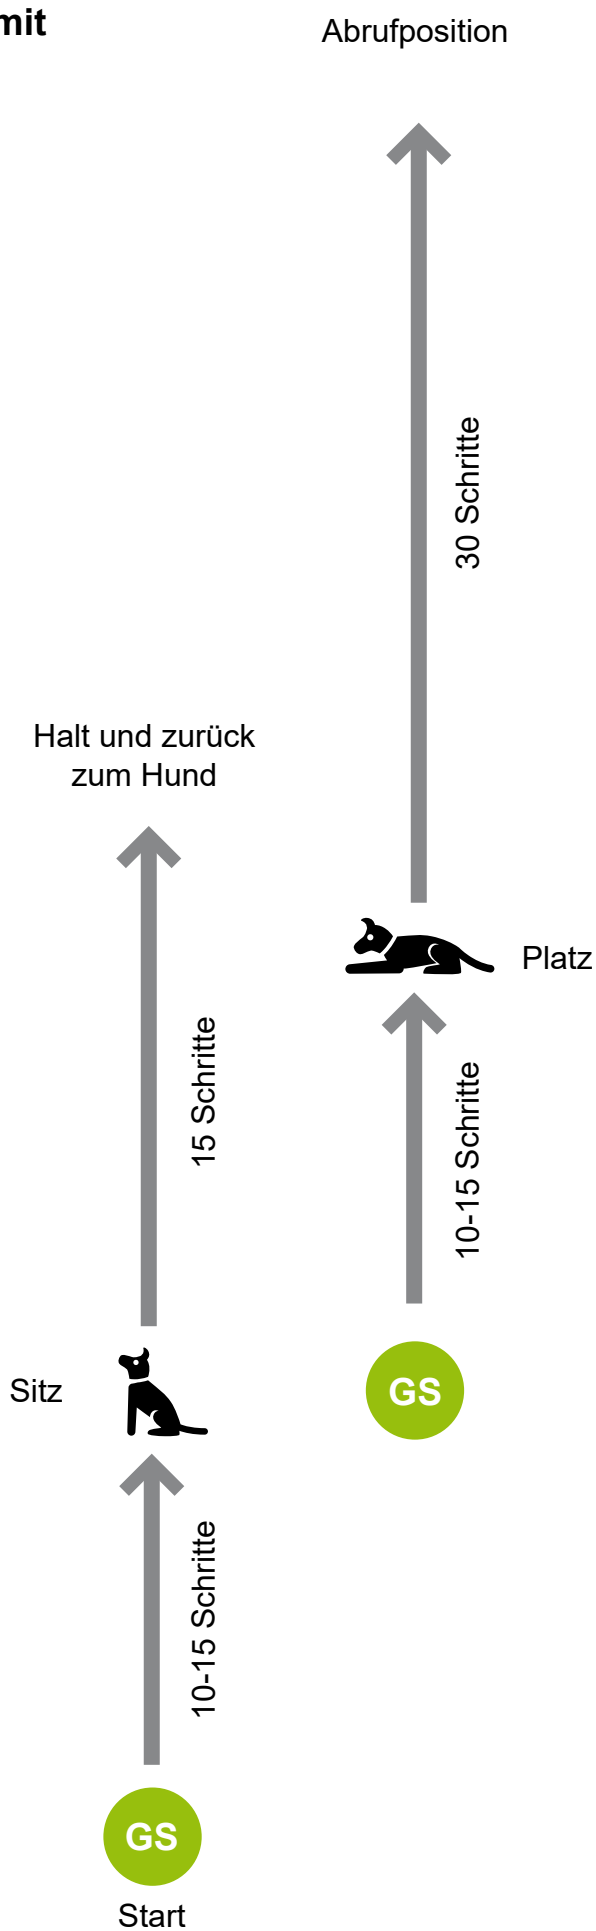 mit
Abrufposition
30 Schritte
Halt und zurück
zum Hund
Platz
15 Schritte
10-15 Schritte
Sitz
GS
10-15 Schritte
GS
Start